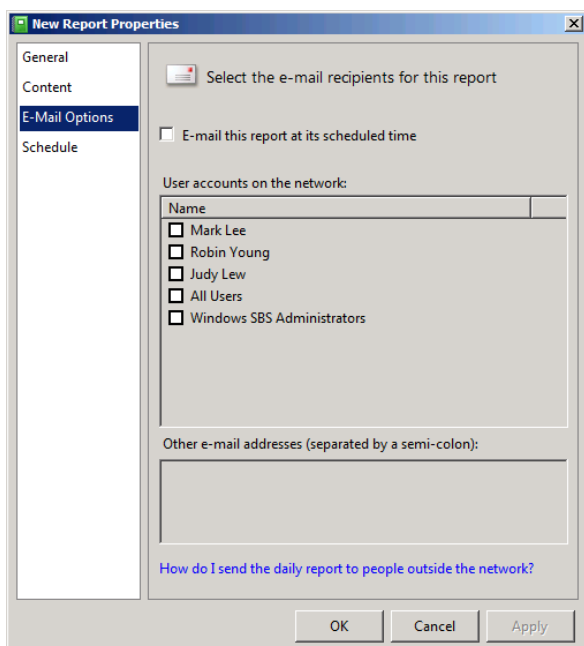 New Report Properties
General
Content
E-Mail Options
Schedule
Select the e-mail recipients for this report
E-mail this report at its scheduled time
User accounts on the network:
Name
Mark Lee
Robin Young
Judy Lew
All Users
Windows SBS Administrators
Other e-mail addresses (separated by a semi-colon):
How do I send the daily report to people outside the network?
OK Cancel Apply